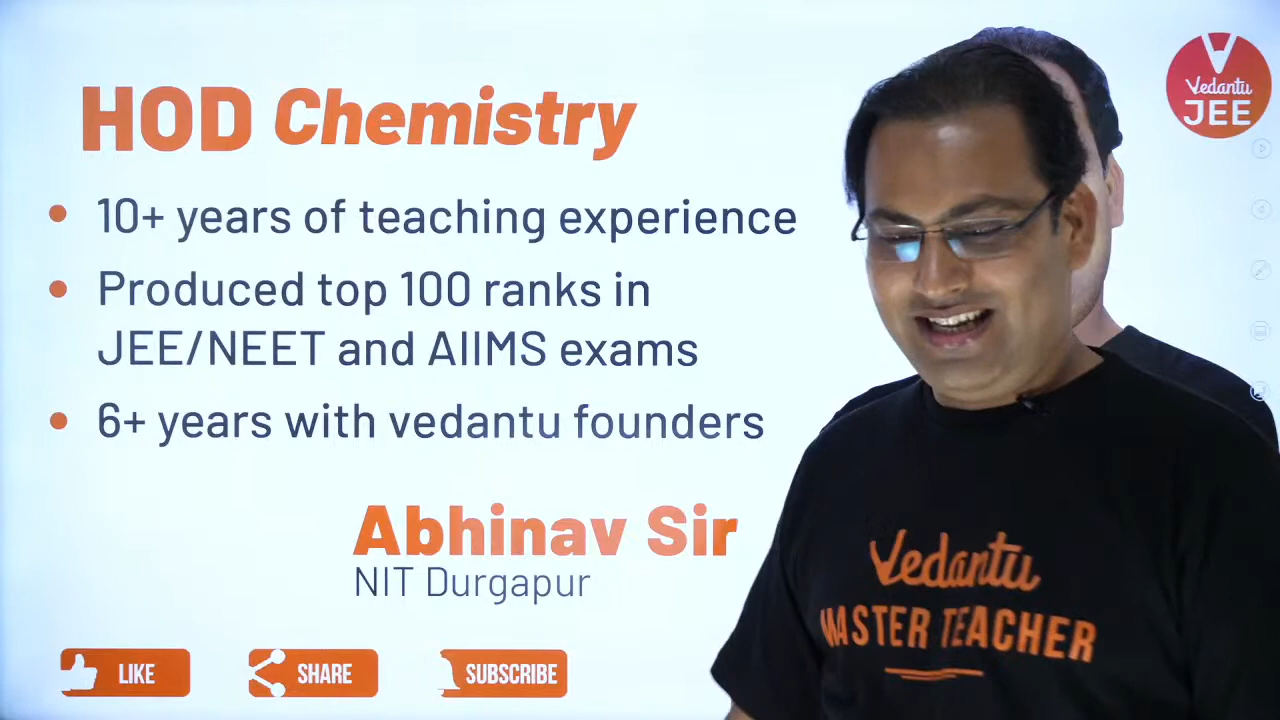 HOD Chemistry
10+ years of teaching experience
Produced top 100 ranks in
JEE/NEET and AIIMS exams
6+ years with vedantu founders
Abhinav Sir
NIT Durgapur
LIKE
SHARE
SUBSCRIBE
Vedantu
JEE
Vedantu
MASTER TEACHER